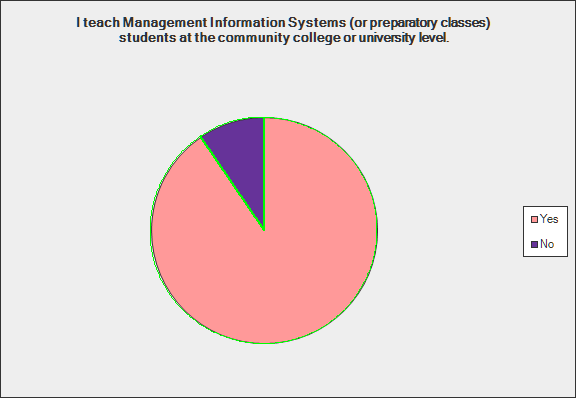 I teach Management Information Systems (or preparatory classes)
students at the community college or university level.
Yes
No